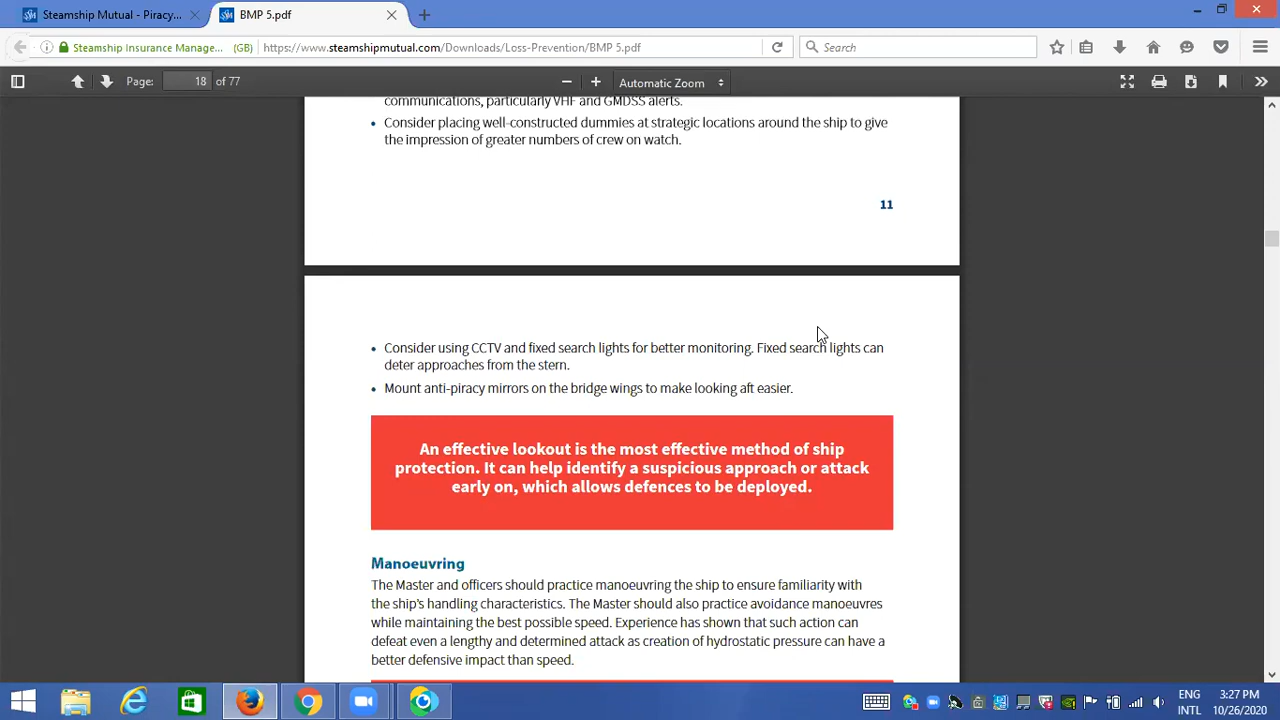 Steamship Mutual - Piracy...
BMP 5.pdf
Steamship Insurance Manage... (GB)
https://www.steamshipmutual.com/Downloads/Loss-Prevention/BMP 5.pdf
Search
Page: 18 of 77
Automatic Zoom
communications, particularly VHF and GMDSS alerts.
• Consider placing well-constructed dummies at strategic locations around the ship to give
the impression of greater numbers of crew on watch.
11
• Consider using CCTV and fixed search lights for better monitoring. Fixed search lights can
deter approaches from the stern.
• Mount anti-piracy mirrors on the bridge wings to make looking aft easier.
An effective lookout is the most effective method of ship
protection. It can help identify a suspicious approach or attack
early on, which allows defences to be deployed.
Manoeuvring
The Master and officers should practice manoeuvring the ship to ensure familiarity with
the ship's handling characteristics. The Master should also practice avoidance manoeuvres
while maintaining the best possible speed. Experience has shown that such action can
defeat even a lengthy and determined attack as creation of hydrostatic pressure can have a
better defensive impact than speed.
ENG
INTL
3:27 PM
10/26/2020